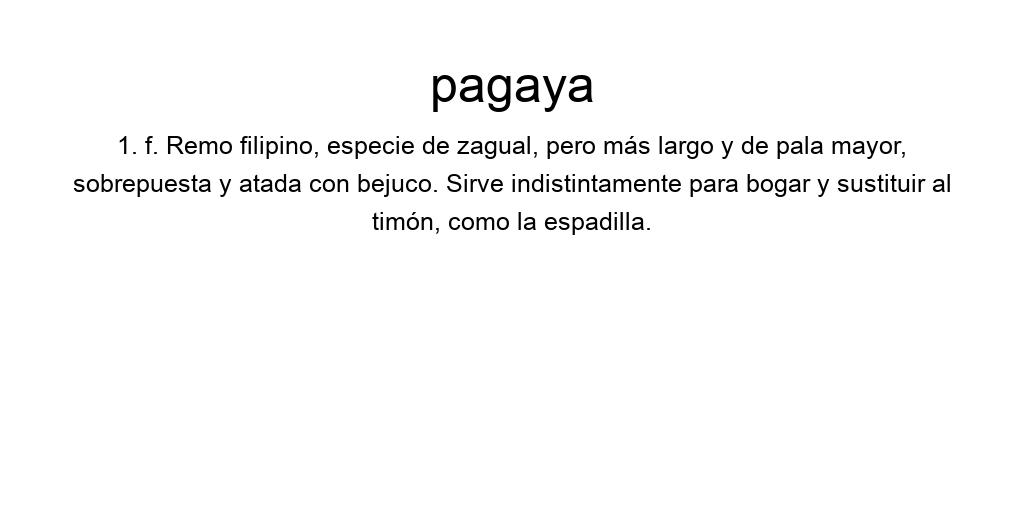 pagaya
1. f. Remo filipino, especie de zagual, pero más largo y de pala mayor,
sobrepuesta y atada con bejuco. Sirve indistintamente para bogar y sustituir al
timón, como la espadilla.